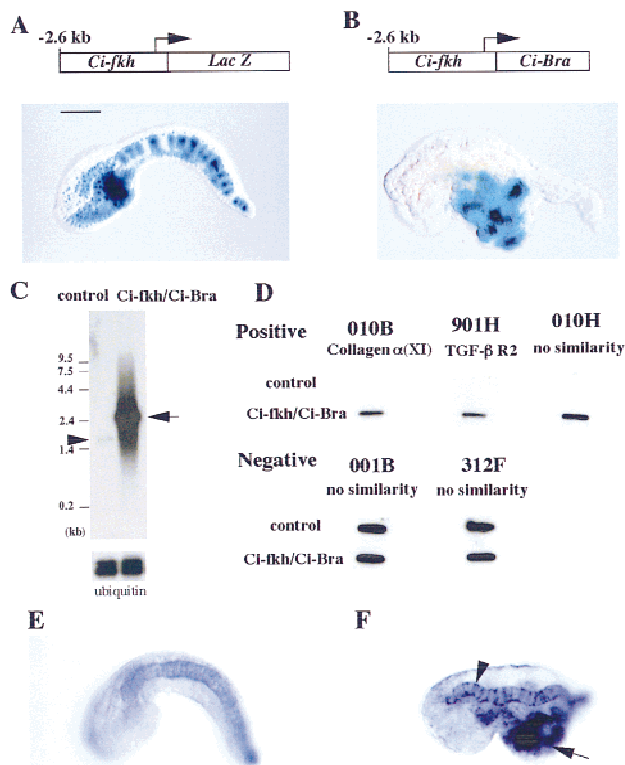 A
-2.6 kb
Ci-fkh
Lac Z
B
-2.6 kb
Ci-fkh
Ci-Bra
C
control Ci-fkh/Ci-Bra
9.5
7.5
4.4
2.4
1.4
0.2
(kb)
ubiquitin
D
Positive
010B
Collagen α(XI)
901H
TGF-β R2
010H
no similarity
control
Ci-fkh/Ci-Bra
Negative
001B
no similarity
312F
no similarity
control
Ci-fkh/Ci-Bra
E
F